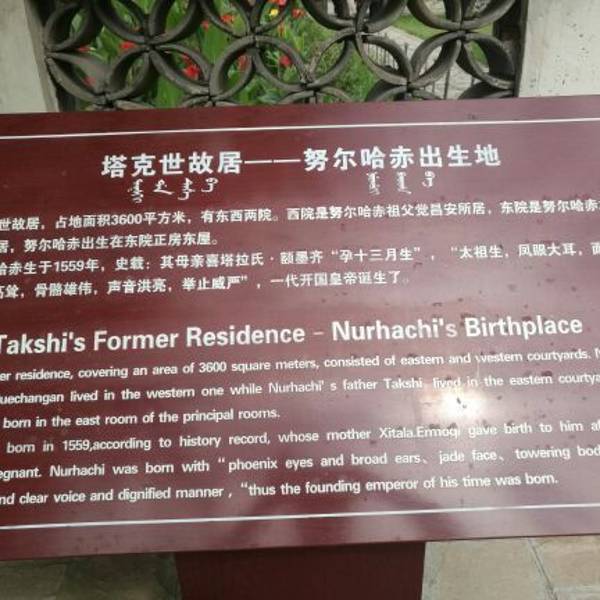 塔克世故居——努尔哈赤出生地
世故居，占地面积3600平方米，有东西两院。西院是努尔哈赤祖父觉昌安所居，东院是努尔哈赤
居，努尔哈赤出生在东院正房东屋。
哈赤生于1559年，史载：其母亲喜塔拉氏·额墨齐“孕十三月生”，“太祖生，凤眼大耳，面
高耸，骨骼雄伟，声音洪亮，举止威严”，一代开国皇帝诞生了。
Takshi's Former Residence - Nurhachi's Birthplace
er residence, covering an area of 3600 square meters, consisted of eastern and western courtyards. N
uechangan lived in the western one while Nurhachi' s father Takshi, lived in the eastern courtya
born in the east room of the principal rooms.
born in 1559,according to history record, whose mother Xitala.Ermoqi gave birth to him af
egnant. Nurhachi was born with “phoenix eyes and broad ears、jade face、towering bod
nd clear voice and dignified manner , “thus the founding emperor of his time was born.